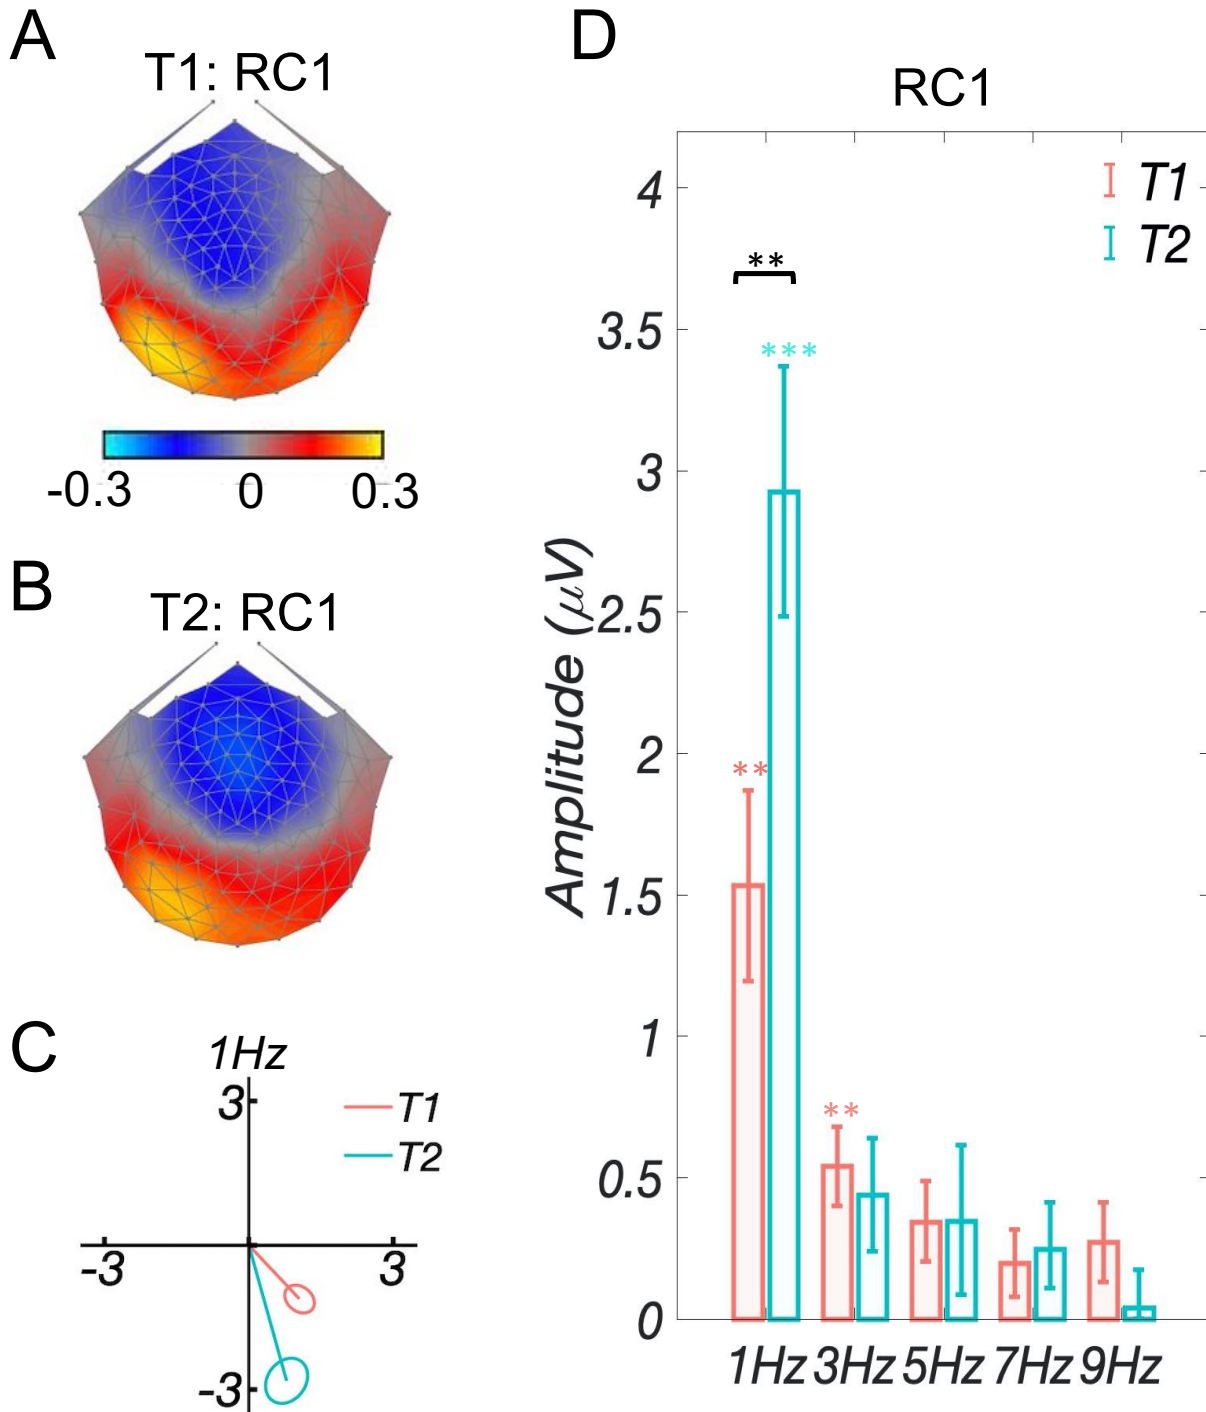 A
T1: RC1
-0.3 0 0.3
B
T2: RC1
C
1Hz
3
T1
T2
-3 3
-3
D
RC1
T1
T2
4
3.5
3
2.5
2
1.5
1
0.5
0
Amplitude (μV)
**
***
**
**
1Hz 3Hz 5Hz 7Hz 9Hz